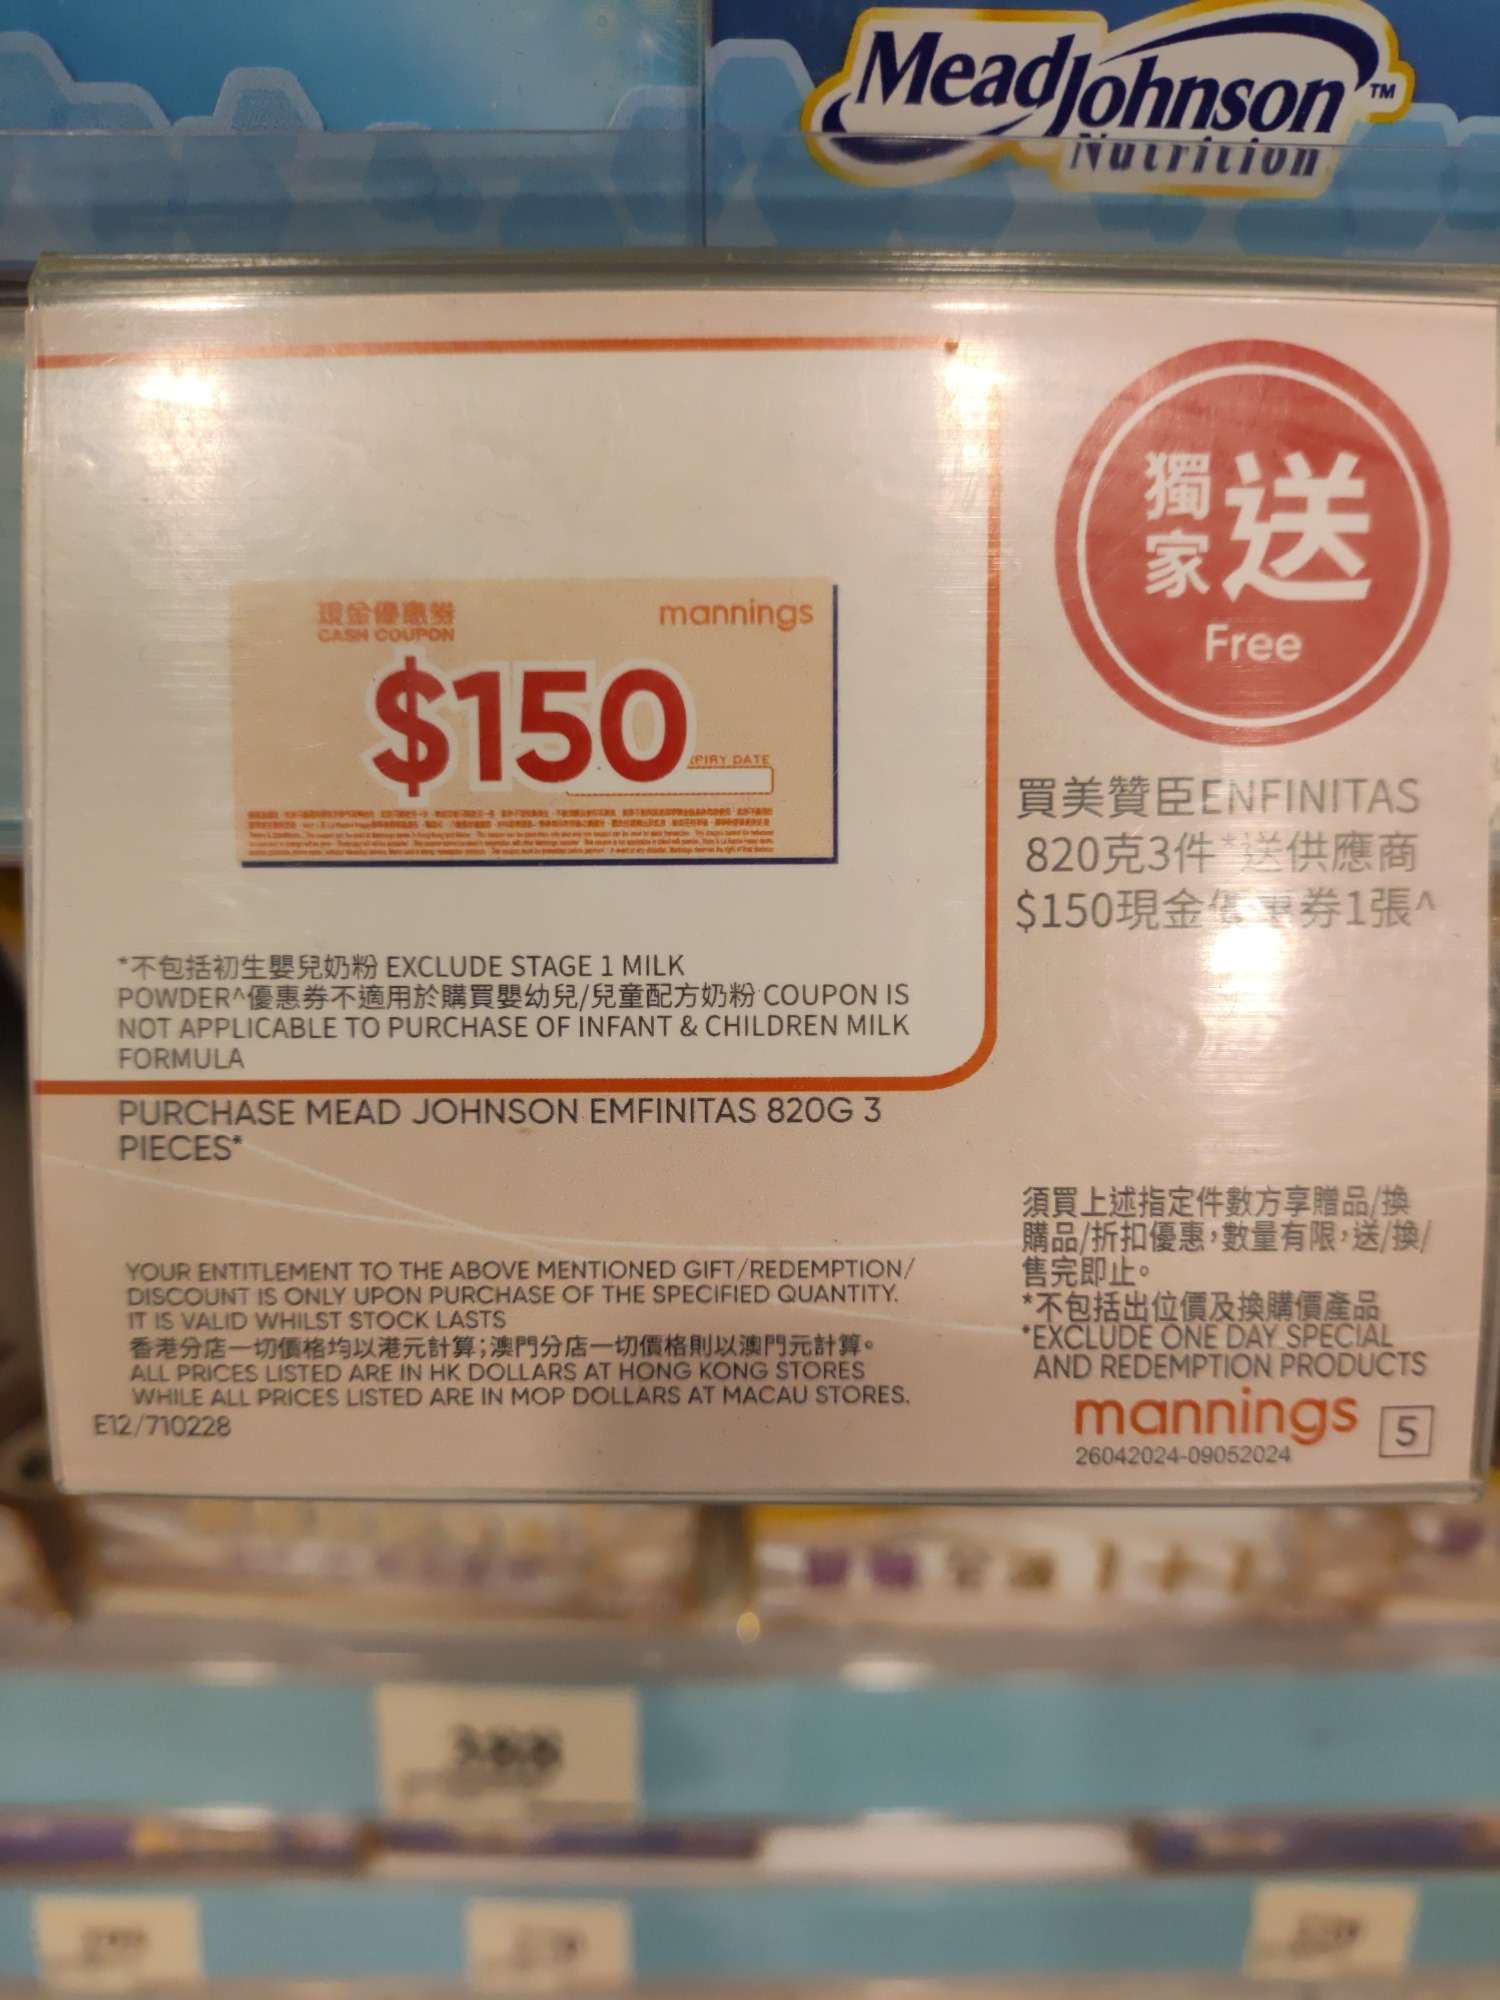 MeadJohnson™
Nutrition
現金優惠券
CASH COUPON
mannings
$150
PIRY DATE
獨家送
Free
買美贊臣ENFINITAS
820克3件*送供應商
$150現金優惠券1張^
*不包括初生嬰兒奶粉 EXCLUDE STAGE 1 MILK
POWDER^優惠券不適用於購買嬰幼兒/兒童配方奶粉 COUPON IS
NOT APPLICABLE TO PURCHASE OF INFANT & CHILDREN MILK
FORMULA
PURCHASE MEAD JOHNSON EMFINITAS 820G 3
PIECES*
YOUR ENTITLEMENT TO THE ABOVE MENTIONED GIFT/REDEMPTION/
DISCOUNT IS ONLY UPON PURCHASE OF THE SPECIFIED QUANTITY.
IT IS VALID WHILST STOCK LASTS
香港分店一切價格均以港元計算;澳門分店一切價格則以澳門元計算。
ALL PRICES LISTED ARE IN HK DOLLARS AT HONG KONG STORES
WHILE ALL PRICES LISTED ARE IN MOP DOLLARS AT MACAU STORES.
E12/710228
須買上述指定件數方享贈品/換
購品/折扣優惠,數量有限,送/換/
售完即止。
*不包括出位價及換購價產品
*EXCLUDE ONE DAY SPECIAL
AND REDEMPTION PRODUCTS
mannings 5
26042024-09052024